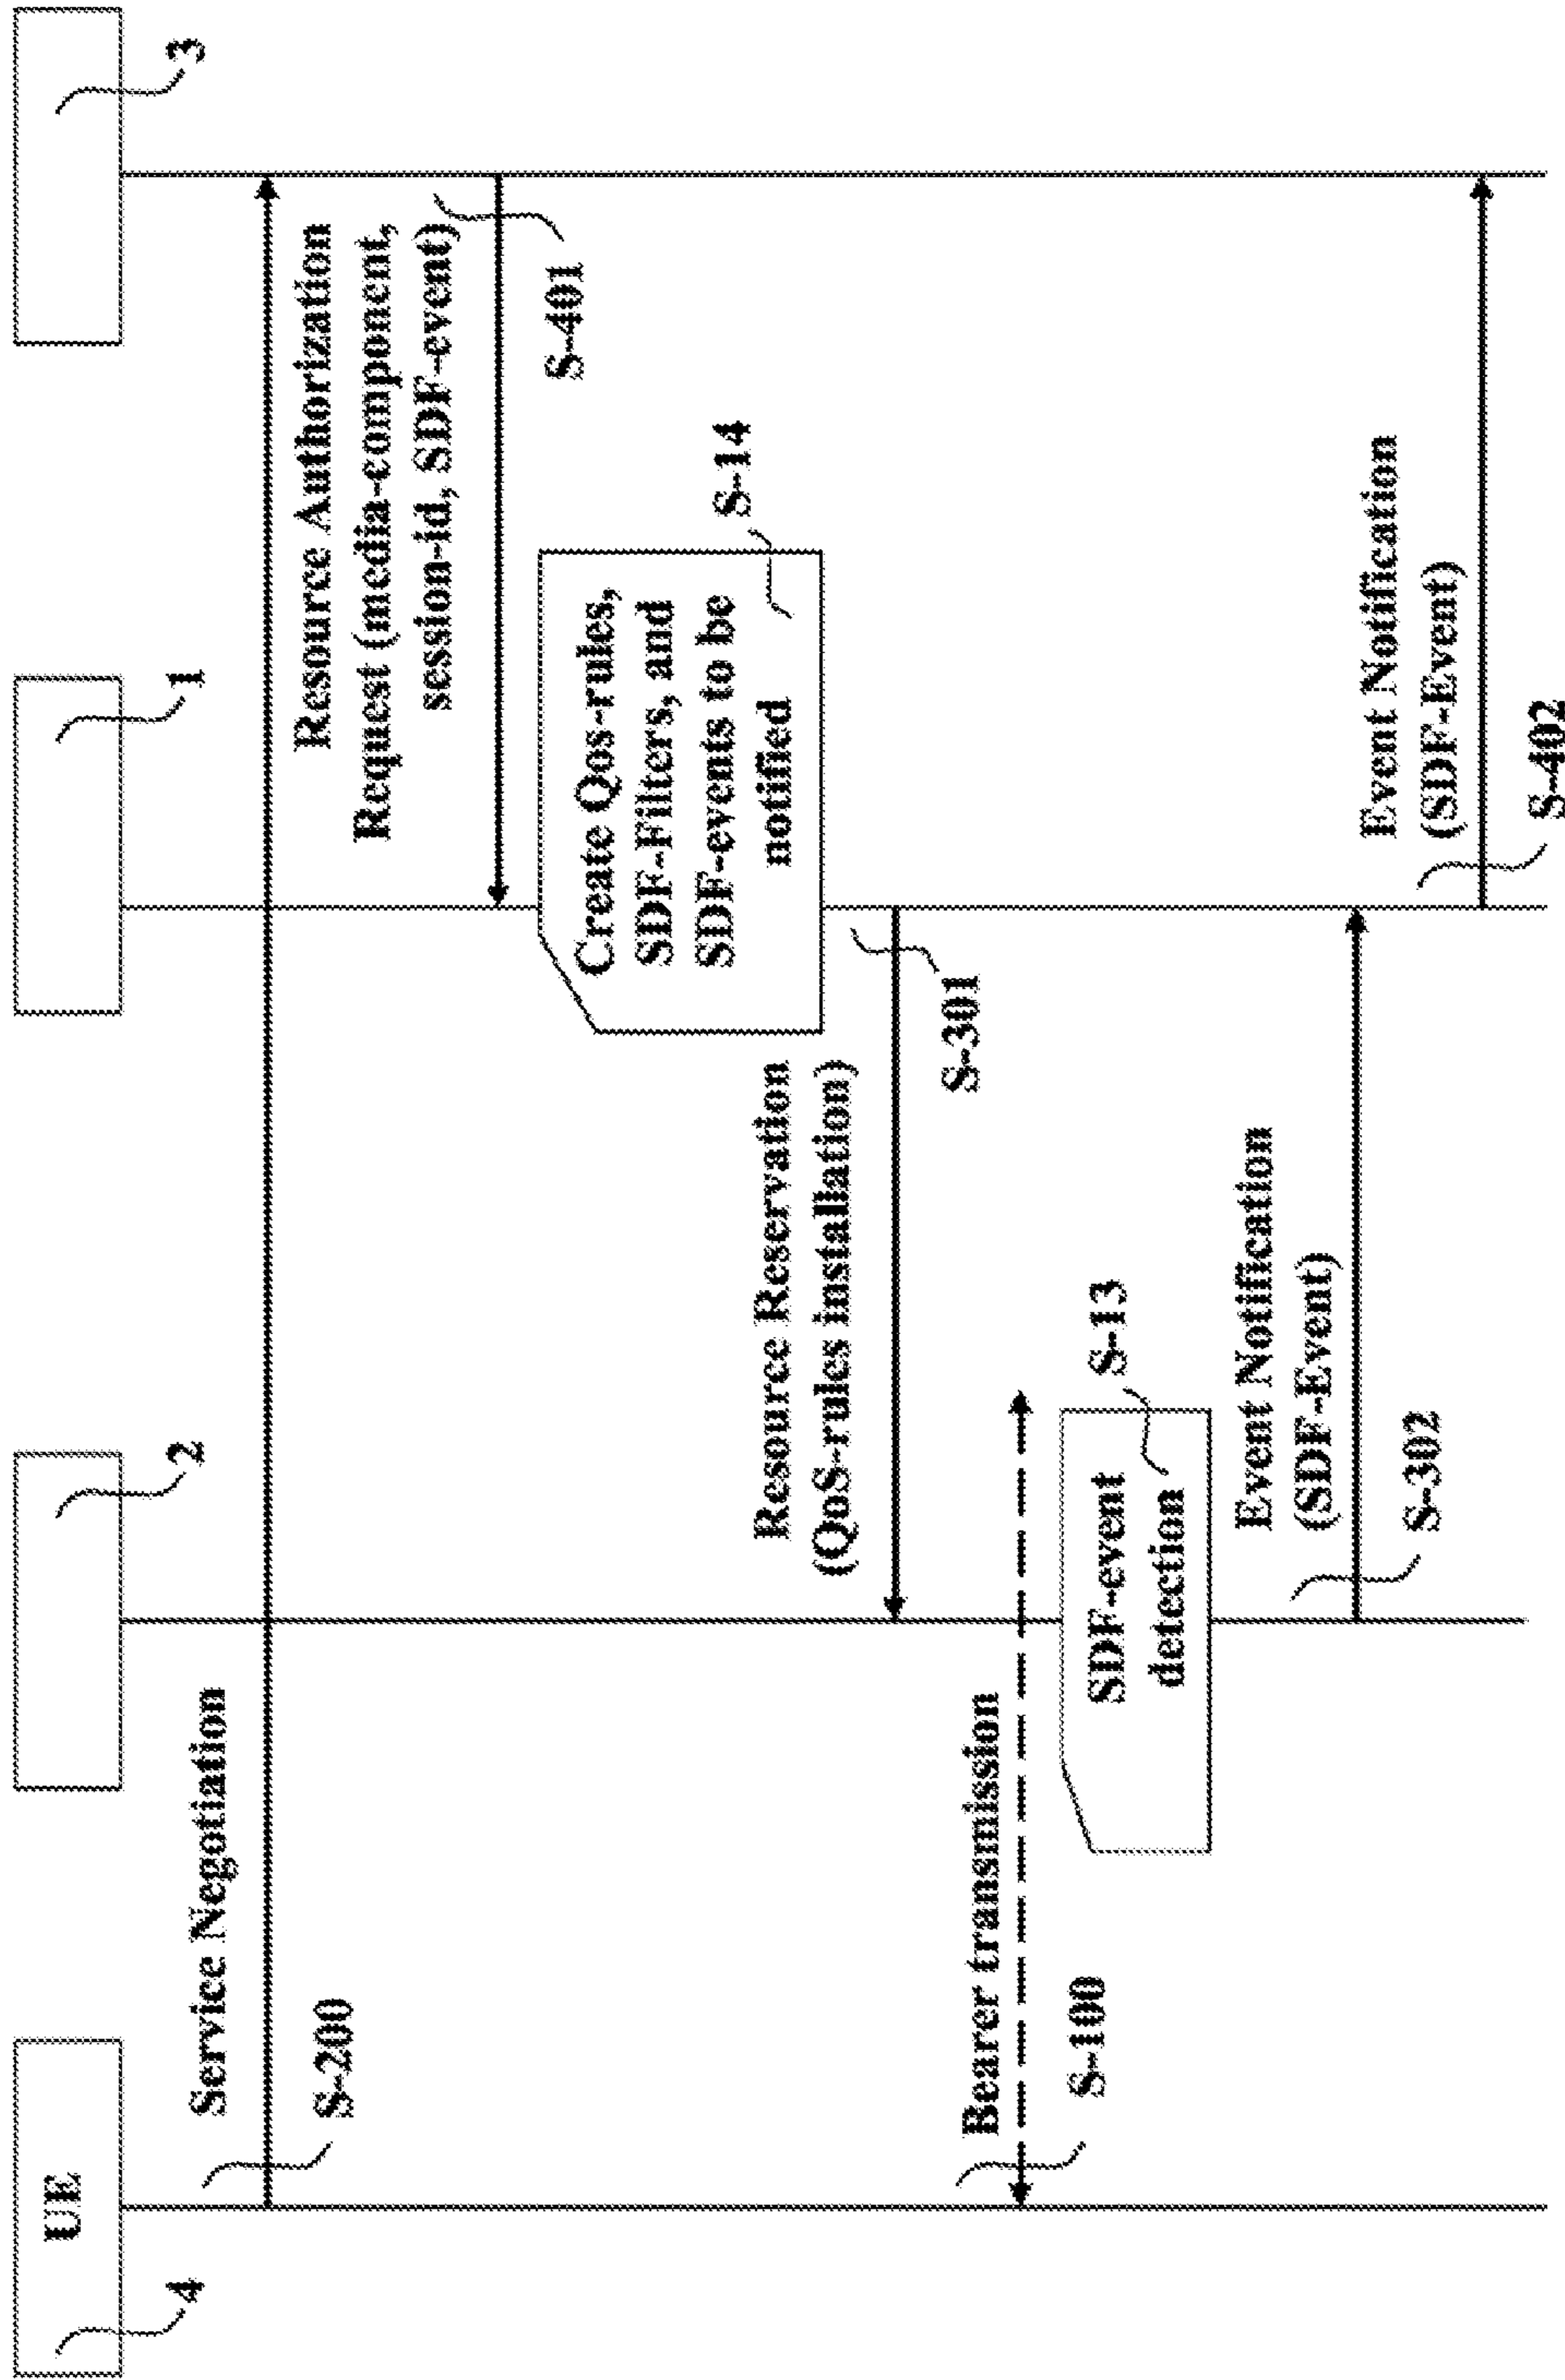 UE
4
2
1
3
Service Negotiation
S-200
Resource Authorization
Request (media-component,
session-id, SDF-event)
S-401
Create Qos-rules,
SDF-Filters, and
SDF-events to be
notified
S-14
Resource Reservation
(QoS-rules installation)
S-301
Bearer transmission
S-100
SDF-event
detection
S-13
Event Notification
(SDF-Event)
S-302
Event Notification
(SDF-Event)
S-402